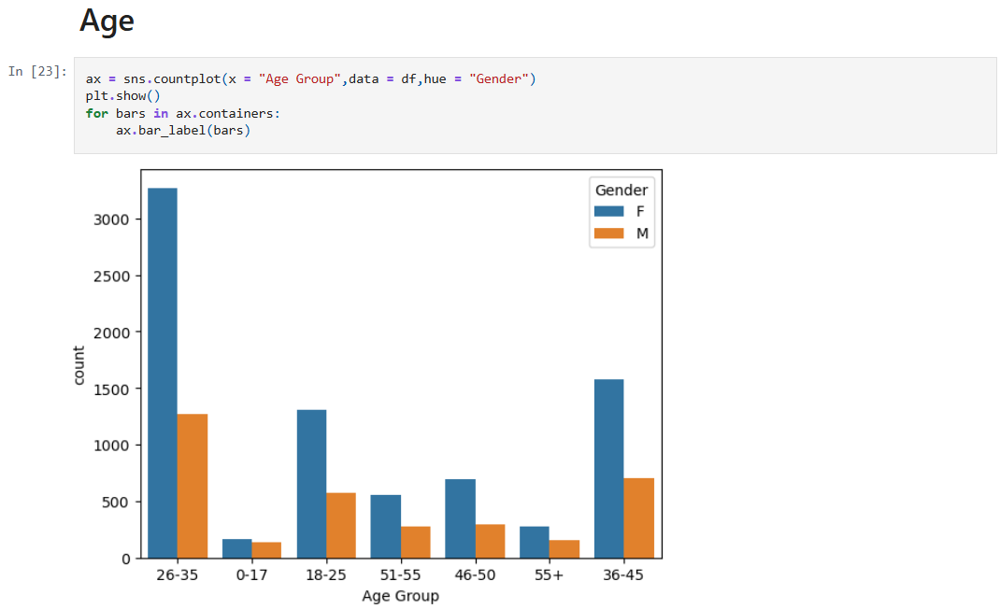 Age
In [23]:
ax = sns.countplot(x = "Age Group",data = df,hue = "Gender")
plt.show()
for bars in ax.containers:
    ax.bar_label(bars)
Gender
F
M
3000
2500
2000
1500
1000
500
0
count
26-35 0-17 18-25 51-55 46-50 55+ 36-45
Age Group